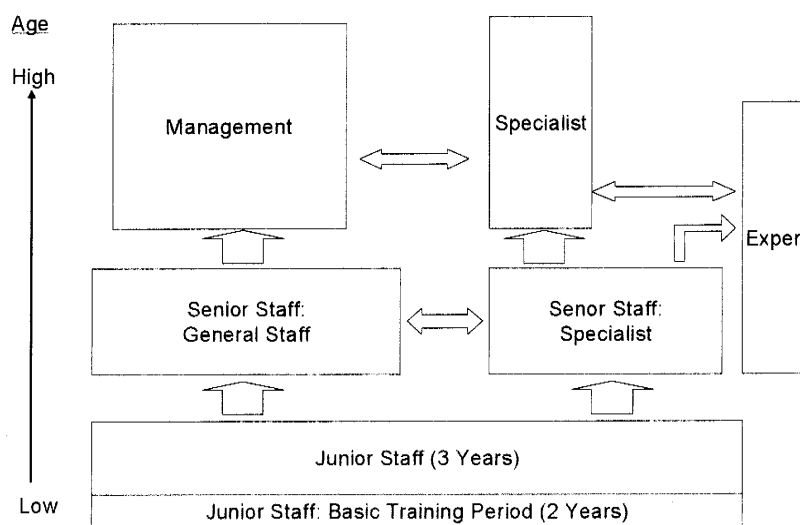 Age
High
Management
Specialist
Exper
Senior Staff:
General Staff
Senor Staff:
Specialist
Junior Staff (3 Years)
Low
Junior Staff: Basic Training Period (2 Years)